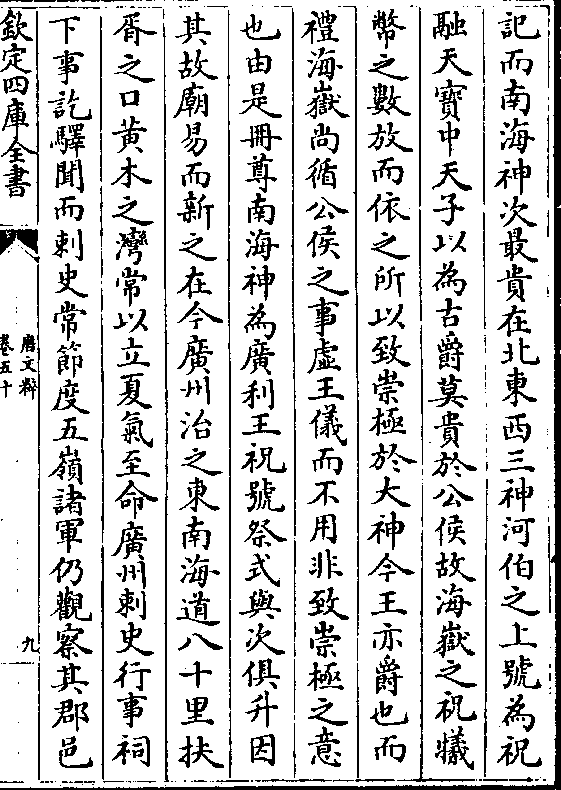 記而南海神次最貴在北東西三神河伯之上號為祝
融天寶中天子以為古爵莫貴於公侯故海嶽之祝犧
幣之數放而依之所以致崇極於大神今王亦爵也而
禮海嶽尚循公侯之事虛王儀而不用非致崇極之意
也由是冊尊南海神為廣利王祝號祭式與次俱升因
其故廟易而新之在今廣州治之東南海道八十里扶
胥之口黄木之灣常以立夏氣至命廣州刺史行事祠
下事訖驛聞而刺史常節度五嶺諸軍仍觀察其郡邑
欽定四庫全書
唐文粹
卷五十
九